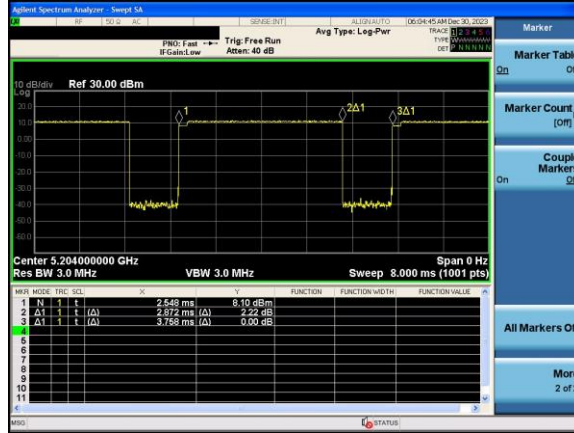 Agilent Spectrum Analyzer - Swept SA
RF 50 Ω AC SENSE:INT ALIGNAUTO 06:04:45 AM Dec 30, 2023
Avg Type: Log-Pwr
TRACE 1 2 3 4 5 6
TYPE
DET P N N N N N
PNO: Fast
IFGain:Low
Trig: Free Run
Atten: 40 dB
Marker
10 dB/div Ref 30.00 dBm
Log
20.0
10.0
0.00
-10.0
-20.0
-30.0
-40.0
-50.0
-60.0
1
2Δ1
3Δ1
Center 5.204000000 GHz
Span 0 Hz
Res BW 3.0 MHz
VBW 3.0 MHz
Sweep 8.000 ms (1001 pts)
MKR MODE TRC SCL X Y FUNCTION FUNCTION WIDTH FUNCTION VALUE
1 N 1 t 2.548 ms 8.10 dBm
2 Δ1 1 t (Δ) 2.872 ms (Δ) 2.22 dB
3 Δ1 1 t (Δ) 3.758 ms (Δ) 0.00 dB
4
5
6
7
8
9
10
11
MSG
STATUS
Marker Tabl
On
Marker Count
[Off]
Coupl
Marker
On
All Markers Of
Mor
2 of